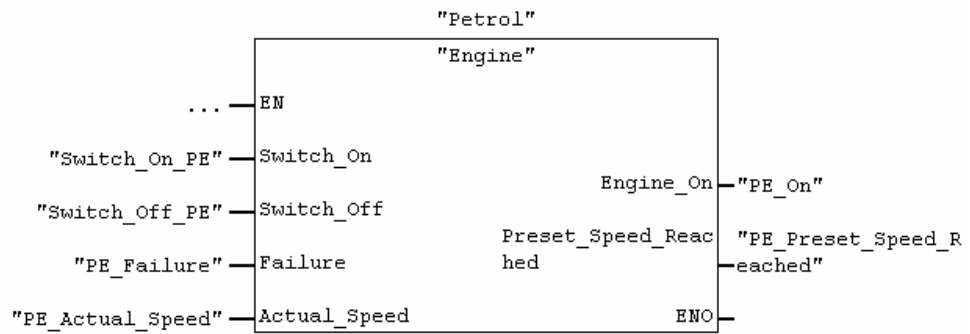 "Petrol"
"Engine"
... EN
"Switch_On_PE" Switch_On
Engine_On "PE_On"
"Switch_Off_PE" Switch_Off
Preset_Speed_Reac "PE_Preset_Speed_R
"PE_Failure" Failure hed eached"
"PE_Actual_Speed" Actual_Speed ENO